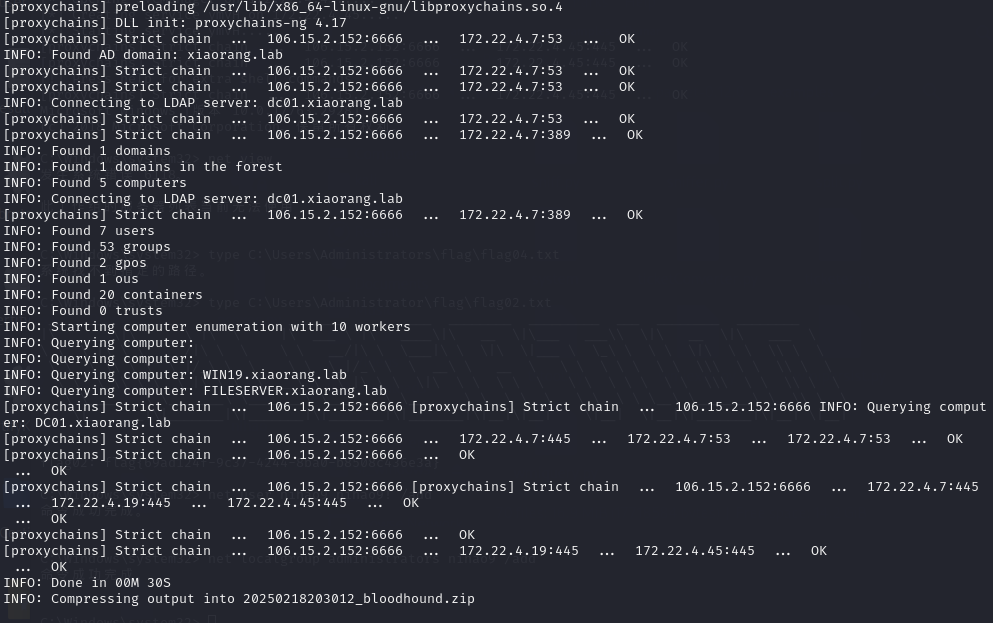 [proxychains] preloading /usr/lib/x86_64-linux-gnu/libproxychains.so.4
[proxychains] DLL init: proxychains-ng 4.17
[proxychains] Strict chain  ...  106.15.2.152:6666  ...  172.22.4.7:53  ...  OK
INFO: Found AD domain: xiaorang.lab
[proxychains] Strict chain  ...  106.15.2.152:6666  ...  172.22.4.7:53  ...  OK
[proxychains] Strict chain  ...  106.15.2.152:6666  ...  172.22.4.7:53  ...  OK
INFO: Connecting to LDAP server: dc01.xiaorang.lab
[proxychains] Strict chain  ...  106.15.2.152:6666  ...  172.22.4.7:53  ...  OK
[proxychains] Strict chain  ...  106.15.2.152:6666  ...  172.22.4.7:389  ...  OK
INFO: Found 1 domains
INFO: Found 1 domains in the forest
INFO: Found 5 computers
INFO: Connecting to LDAP server: dc01.xiaorang.lab
[proxychains] Strict chain  ...  106.15.2.152:6666  ...  172.22.4.7:389  ...  OK
INFO: Found 7 users
INFO: Found 53 groups
INFO: Found 2 gpos
INFO: Found 1 ous
INFO: Found 20 containers
INFO: Found 0 trusts
INFO: Starting computer enumeration with 10 workers
INFO: Querying computer:
INFO: Querying computer:
INFO: Querying computer: WIN19.xiaorang.lab
INFO: Querying computer: FILESERVER.xiaorang.lab
[proxychains] Strict chain  ...  106.15.2.152:6666 [proxychains] Strict chain  ...  106.15.2.152:6666 INFO: Querying comput
er: DC01.xiaorang.lab
[proxychains] Strict chain  ...  106.15.2.152:6666  ...  172.22.4.7:445  ...  172.22.4.7:53  ...  172.22.4.7:53  ...  OK
[proxychains] Strict chain  ...  106.15.2.152:6666  ...  OK
 ...  OK
[proxychains] Strict chain  ...  106.15.2.152:6666 [proxychains] Strict chain  ...  106.15.2.152:6666  ...  172.22.4.7:445
 ...  172.22.4.19:445  ...  172.22.4.45:445  ...  OK
 ...  OK
[proxychains] Strict chain  ...  106.15.2.152:6666  ...  OK
[proxychains] Strict chain  ...  106.15.2.152:6666  ...  172.22.4.19:445  ...  172.22.4.45:445  ...  OK
 ...  OK
INFO: Done in 00M 30S
INFO: Compressing output into 20250218203012_bloodhound.zip